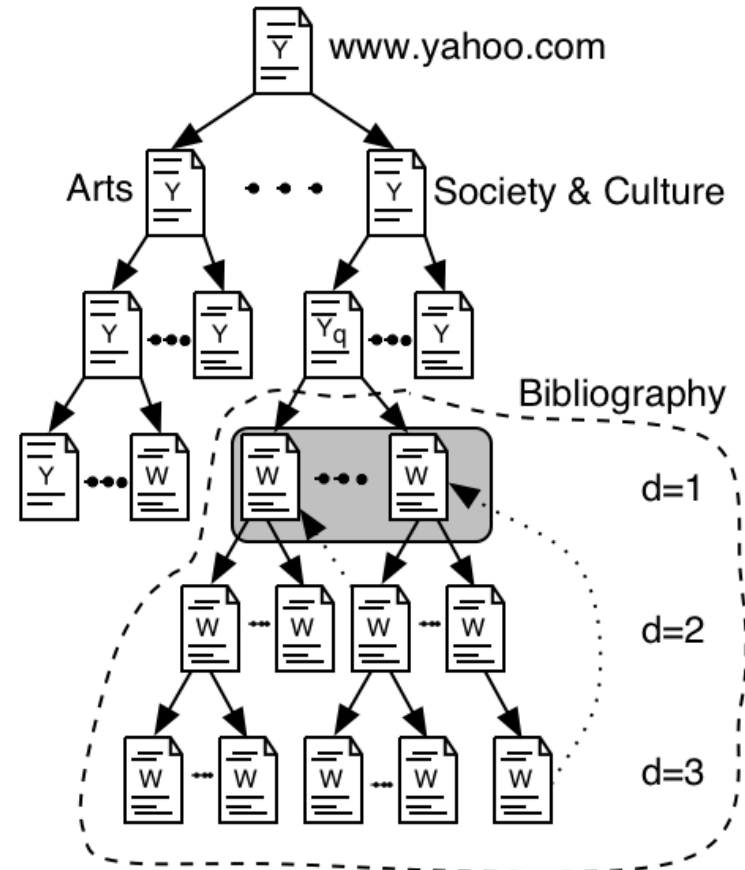 Y www.yahoo.com
Arts Y Y Society & Culture
Y Y Yq Y
Bibliography
Y W W W d=1
W W W W d=2
W W W W W d=3